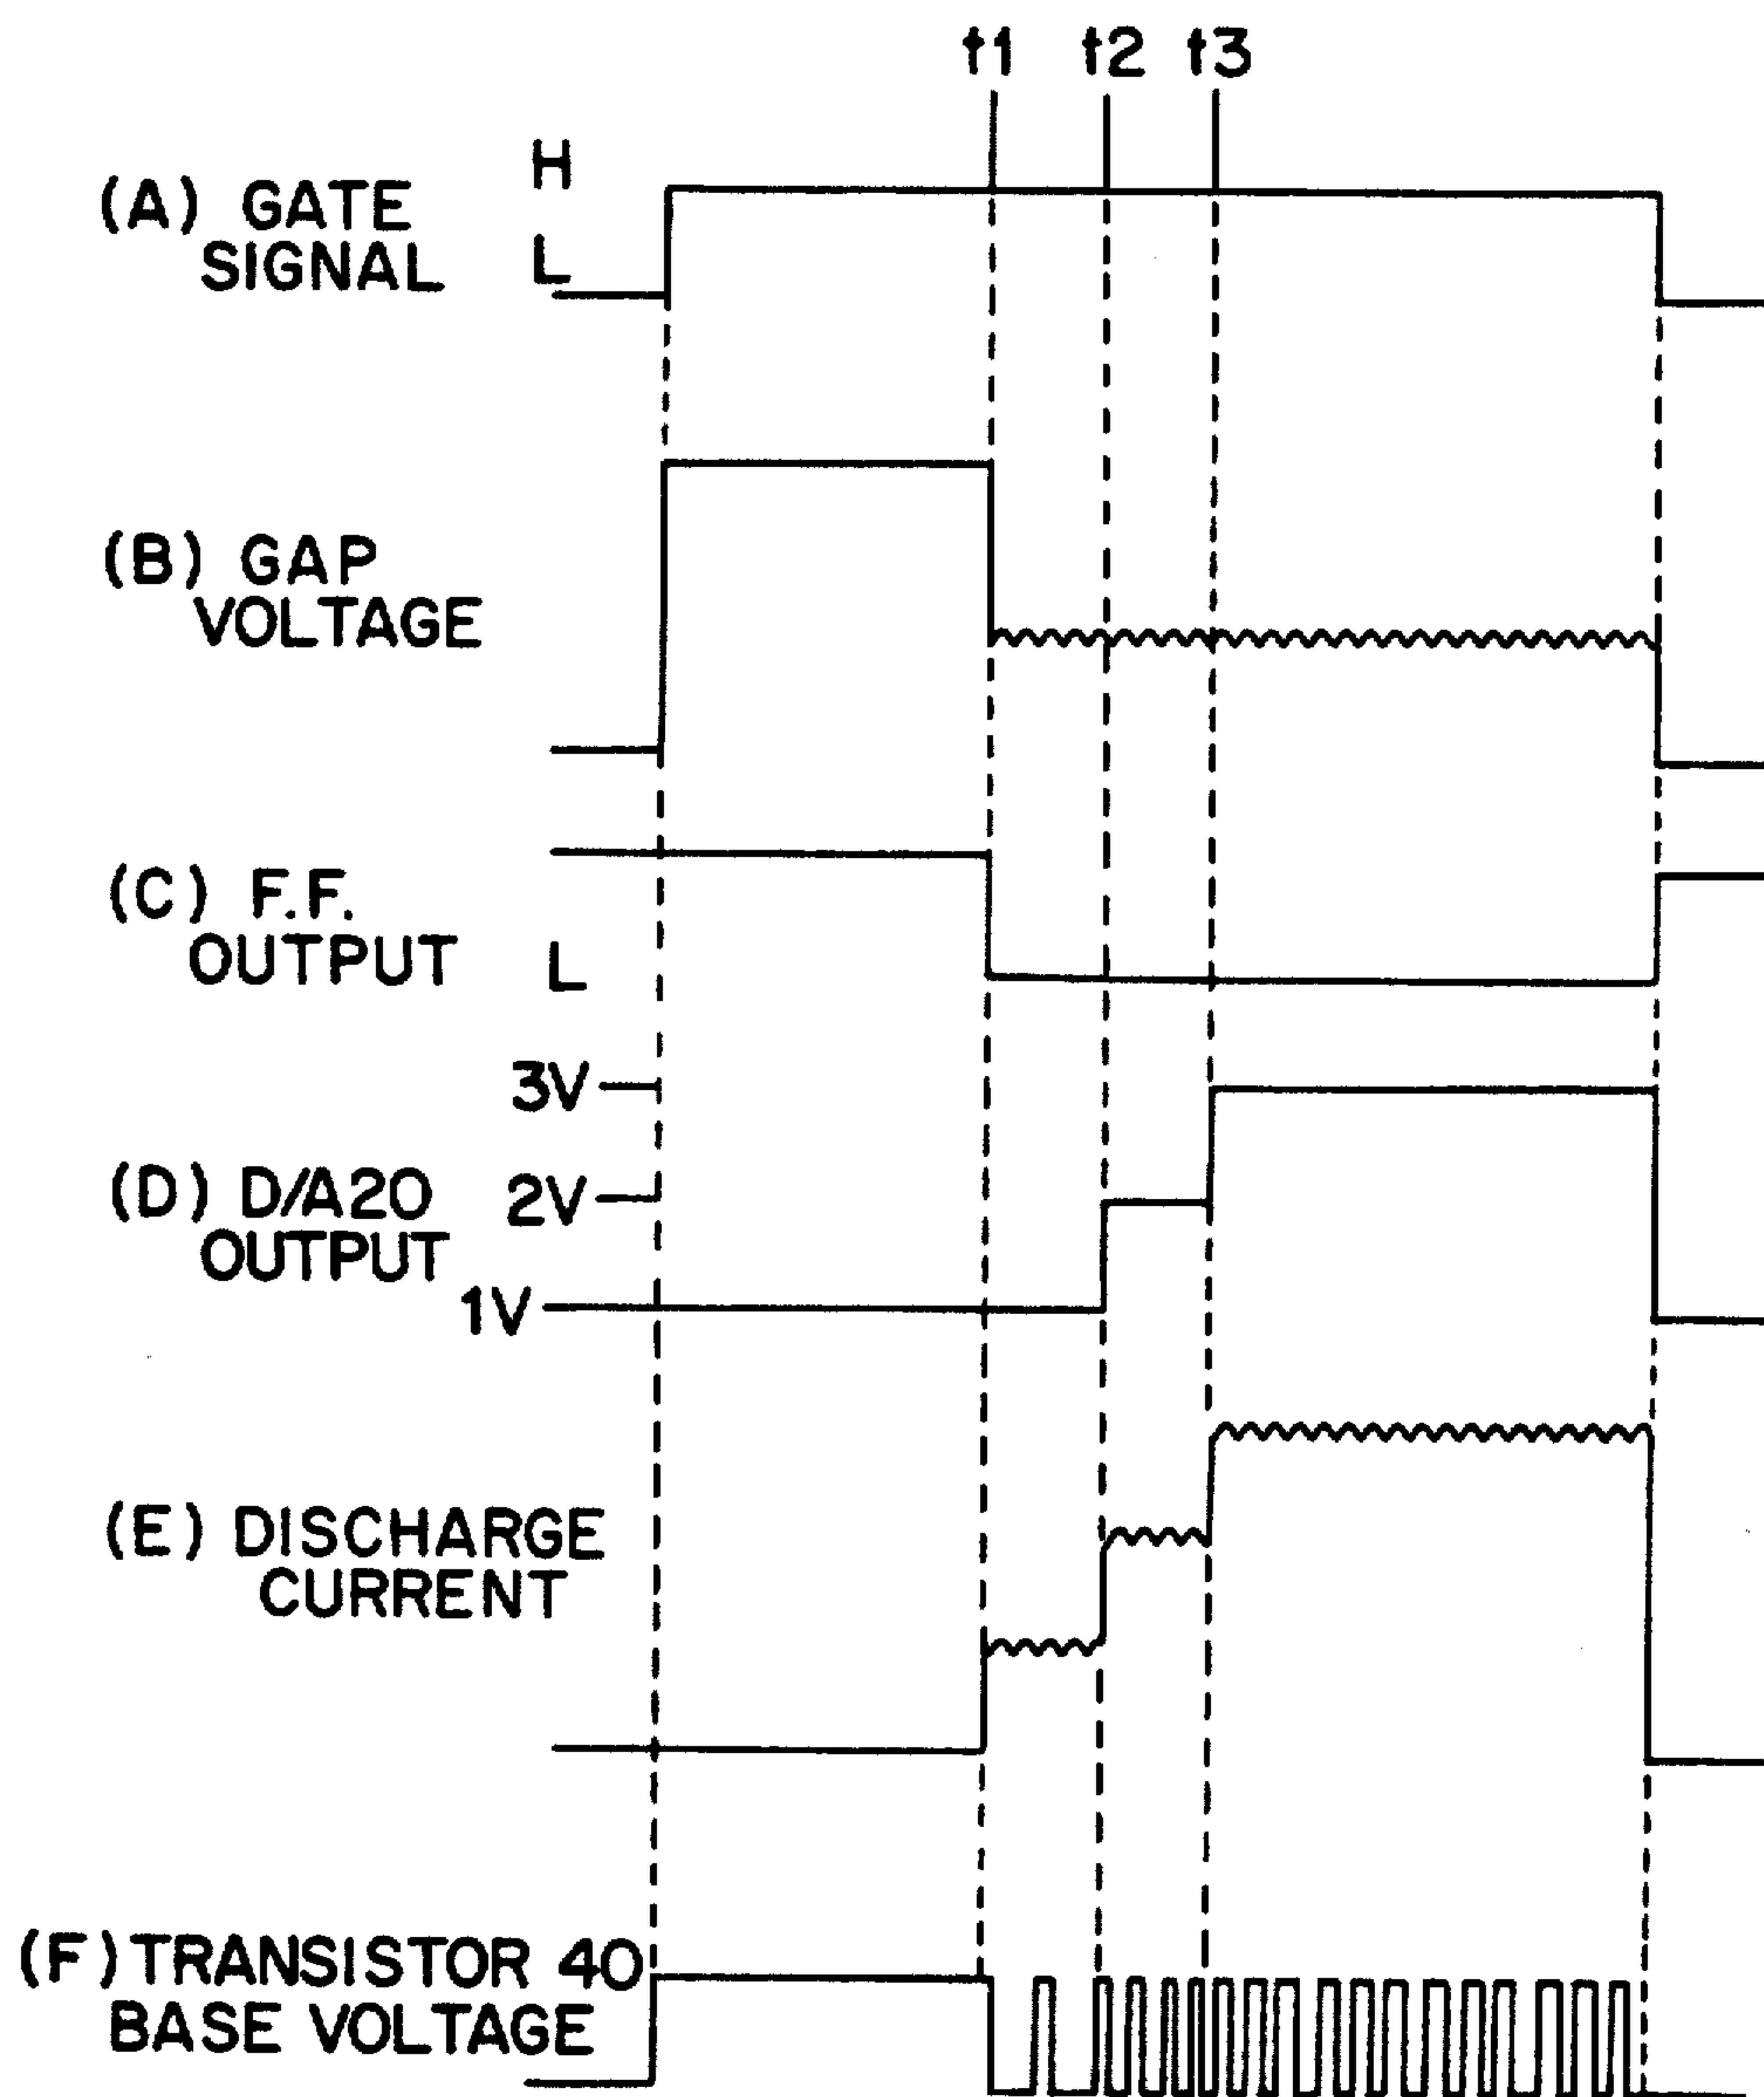 t1 t2 t3
H
(A) GATE
SIGNAL L
(B) GAP
VOLTAGE
(C) F.F.
OUTPUT L
3V
(D) D/A20 2V
OUTPUT
1V
(E) DISCHARGE
CURRENT
(F) TRANSISTOR 40
BASE VOLTAGE